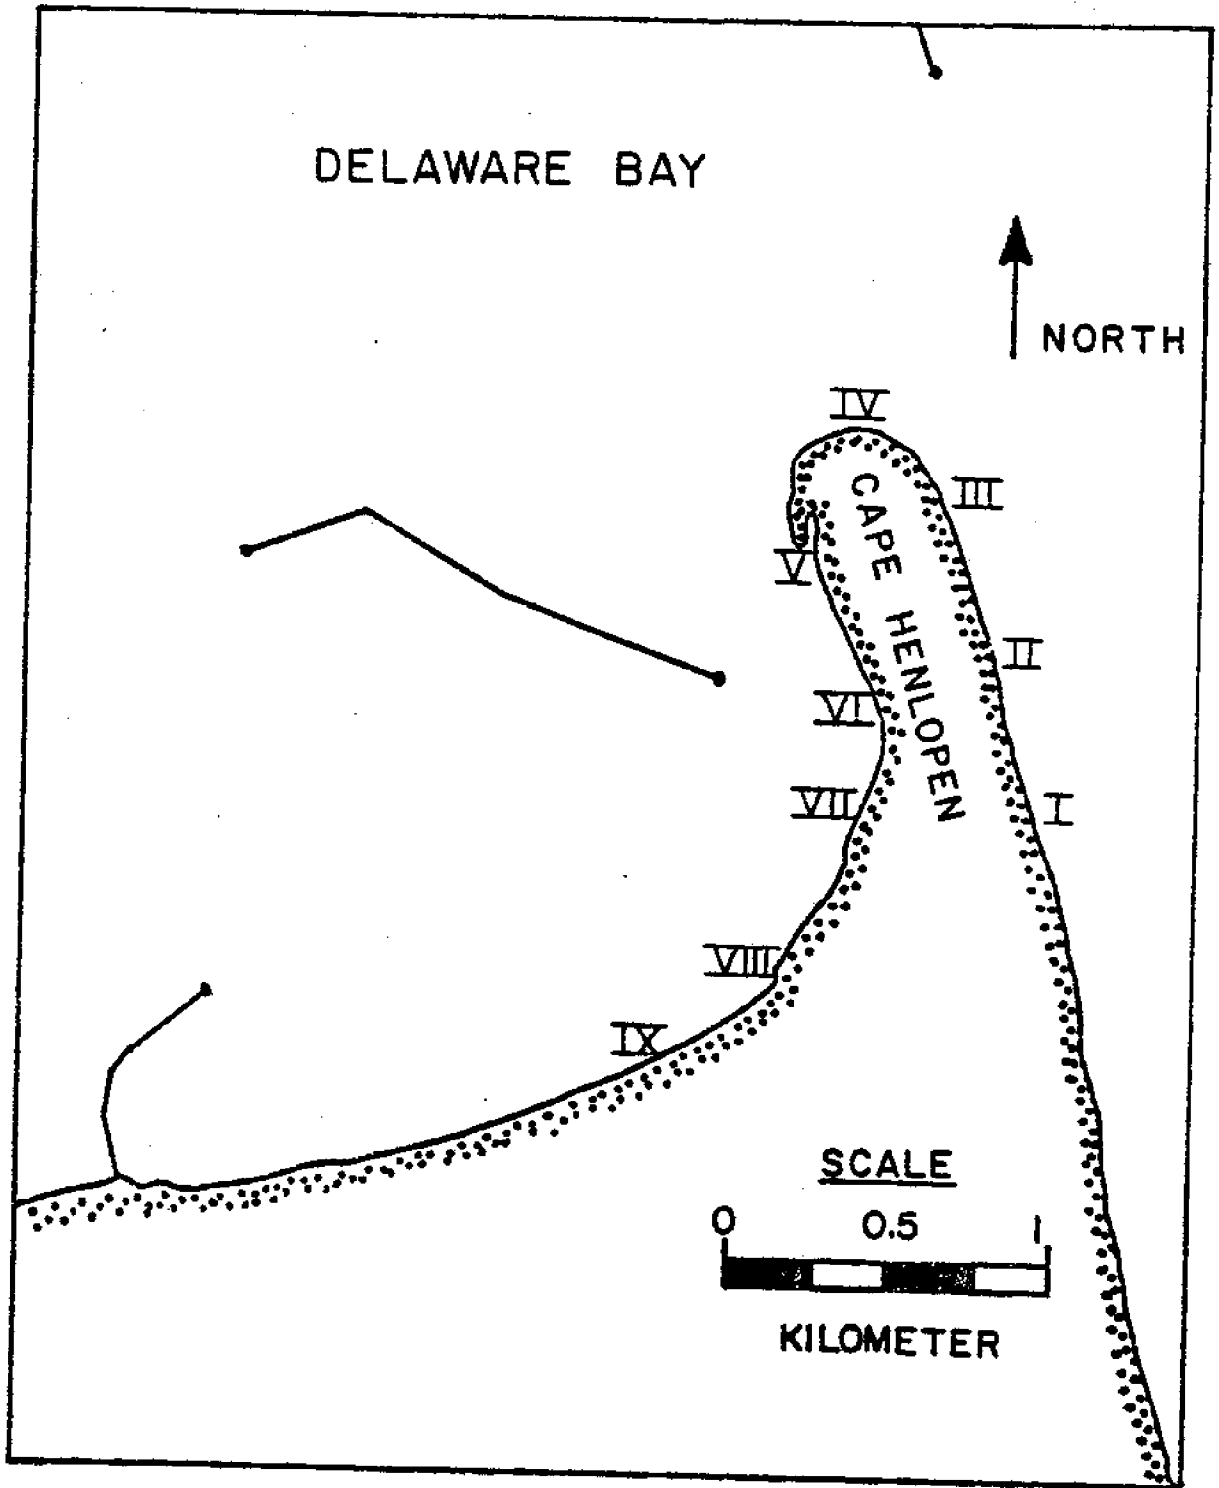 DELAWARE BAY
NORTH
IV
III
CAPE HENLOPEN
V
II
VI
VII
I
VIII
IX
SCALE
0 0.5 1
KILOMETER